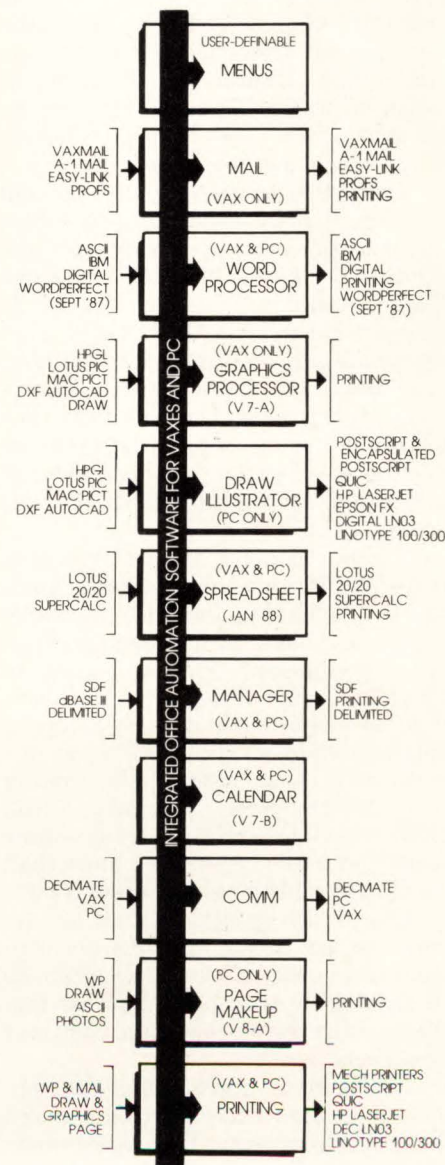 USER-DEFINABLE
MENUS
INTEGRATED OFFICE AUTOMATION SOFTWARE FOR VAXES AND PC
VAXMAIL
A-1 MAIL
EASY-LINK
PROFS
MAIL
(VAX ONLY)
VAXMAIL
A-1 MAIL
EASY-LINK
PROFS
PRINTING
ASCII
IBM
DIGITAL
WORDPERFECT
(SEPT '87)
(VAX & PC)
WORD
PROCESSOR
ASCII
IBM
DIGITAL
PRINTING
WORDPERFECT
(SEPT '87)
HPGL
LOTUS PIC
MAC PICT
DXF AUTOCAD
DRAW
(VAX ONLY)
GRAPHICS
PROCESSOR
(V 7-A)
PRINTING
HPGL
LOTUS PIC
MAC PICT
DXF AUTOCAD
DRAW
ILLUSTRATOR
(PC ONLY)
POSTSCRIPT &
ENCAPSULATED
POSTSCRIPT
QUIC
HP LASERJET
EPSON FX
DIGITAL LN03
LINOTYPE 100/300
LOTUS
20/20
SUPERCALC
(VAX & PC)
SPREADSHEET
(JAN 88)
LOTUS
20/20
SUPERCALC
PRINTING
SDF
dBASE III
DELIMITED
MANAGER
(VAX & PC)
SDF
PRINTING
DELIMITED
(VAX & PC)
CALENDAR
(V 7-B)
DECMATE
VAX
PC
COMM
DECMATE
PC
VAX
WP
DRAW
ASCII
PHOTOS
(PC ONLY)
PAGE
MAKEUP
(V 8-A)
PRINTING
WP & MAIL
DRAW &
GRAPHICS
PAGE
(VAX & PC)
PRINTING
MECH PRINTERS
POSTSCRIPT
QUIC
HP LASERJET
DEC LN03
LINOTYPE 100/300